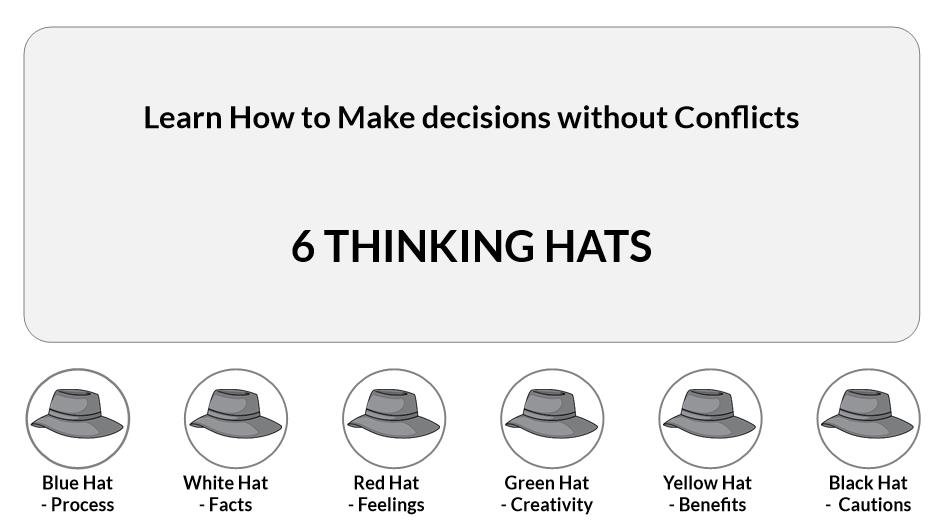 Learn How to Make decisions without Conflicts
6 THINKING HATS
Blue Hat
- Process
White Hat
- Facts
Red Hat
- Feelings
Green Hat
- Creativity
Yellow Hat
- Benefits
Black Hat
- Cautions